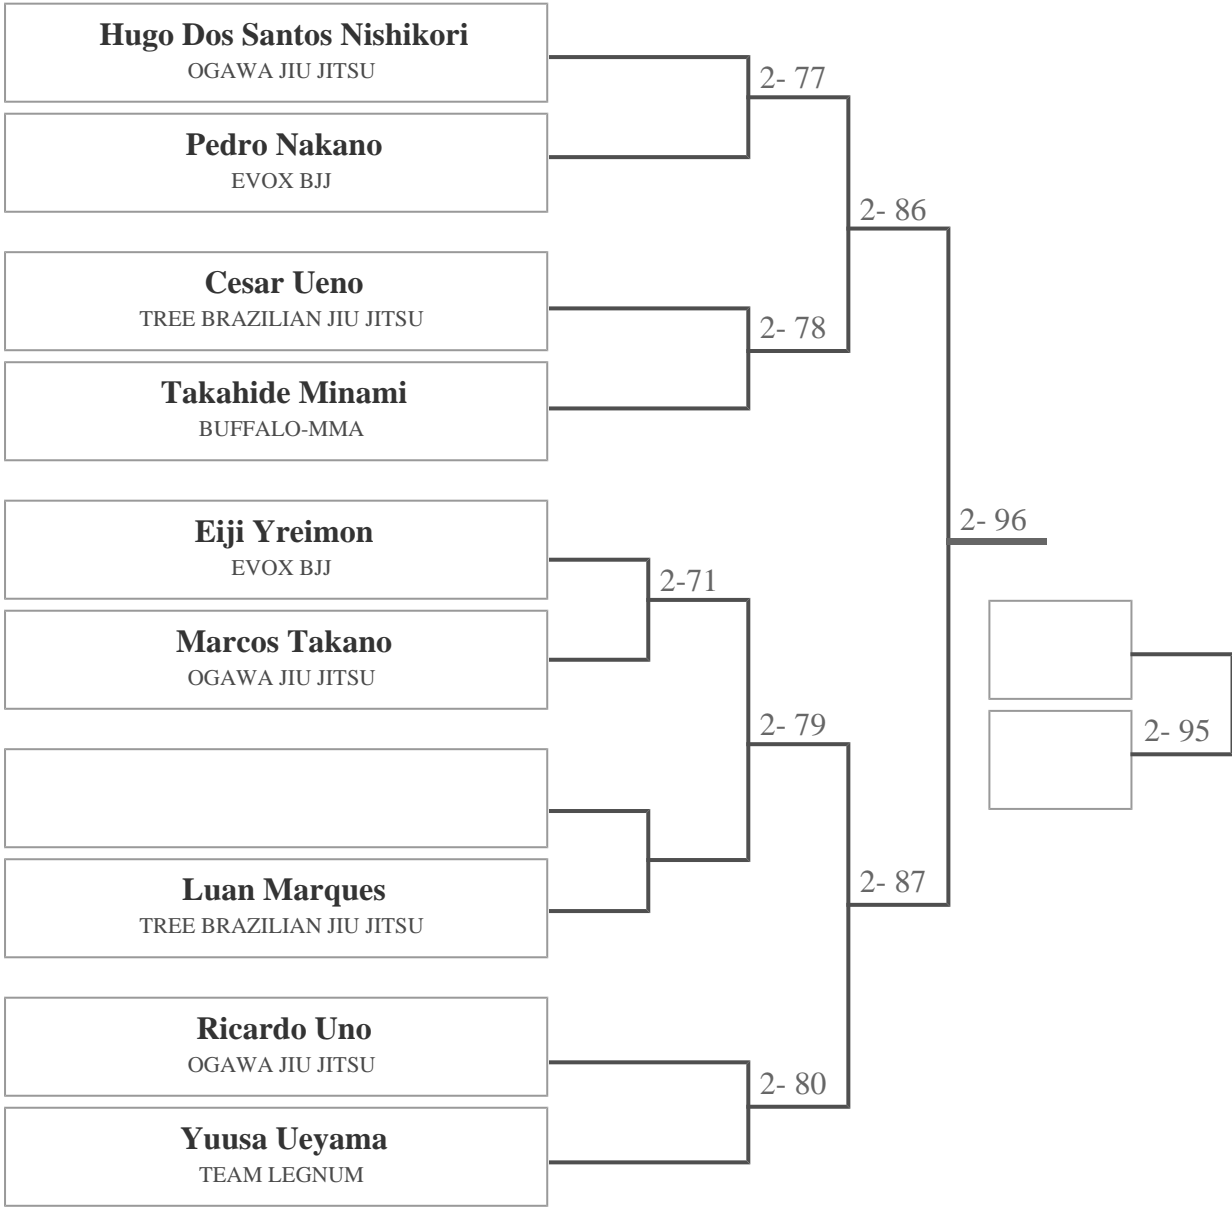 Hugo Dos Santos Nishikori
OGAWA JIU JITSU
2- 77
Pedro Nakano
EVOX BJJ
2- 86
Cesar Ueno
TREE BRAZILIAN JIU JITSU
2- 78
Takahide Minami
BUFFALO-MMA
Eiji Yreimon
EVOX BJJ
2- 96
2-71
Marcos Takano
OGAWA JIU JITSU
2- 79
2- 95
Luan Marques
TREE BRAZILIAN JIU JITSU
2- 87
Ricardo Uno
OGAWA JIU JITSU
2- 80
Yuusa Ueyama
TEAM LEGNUM